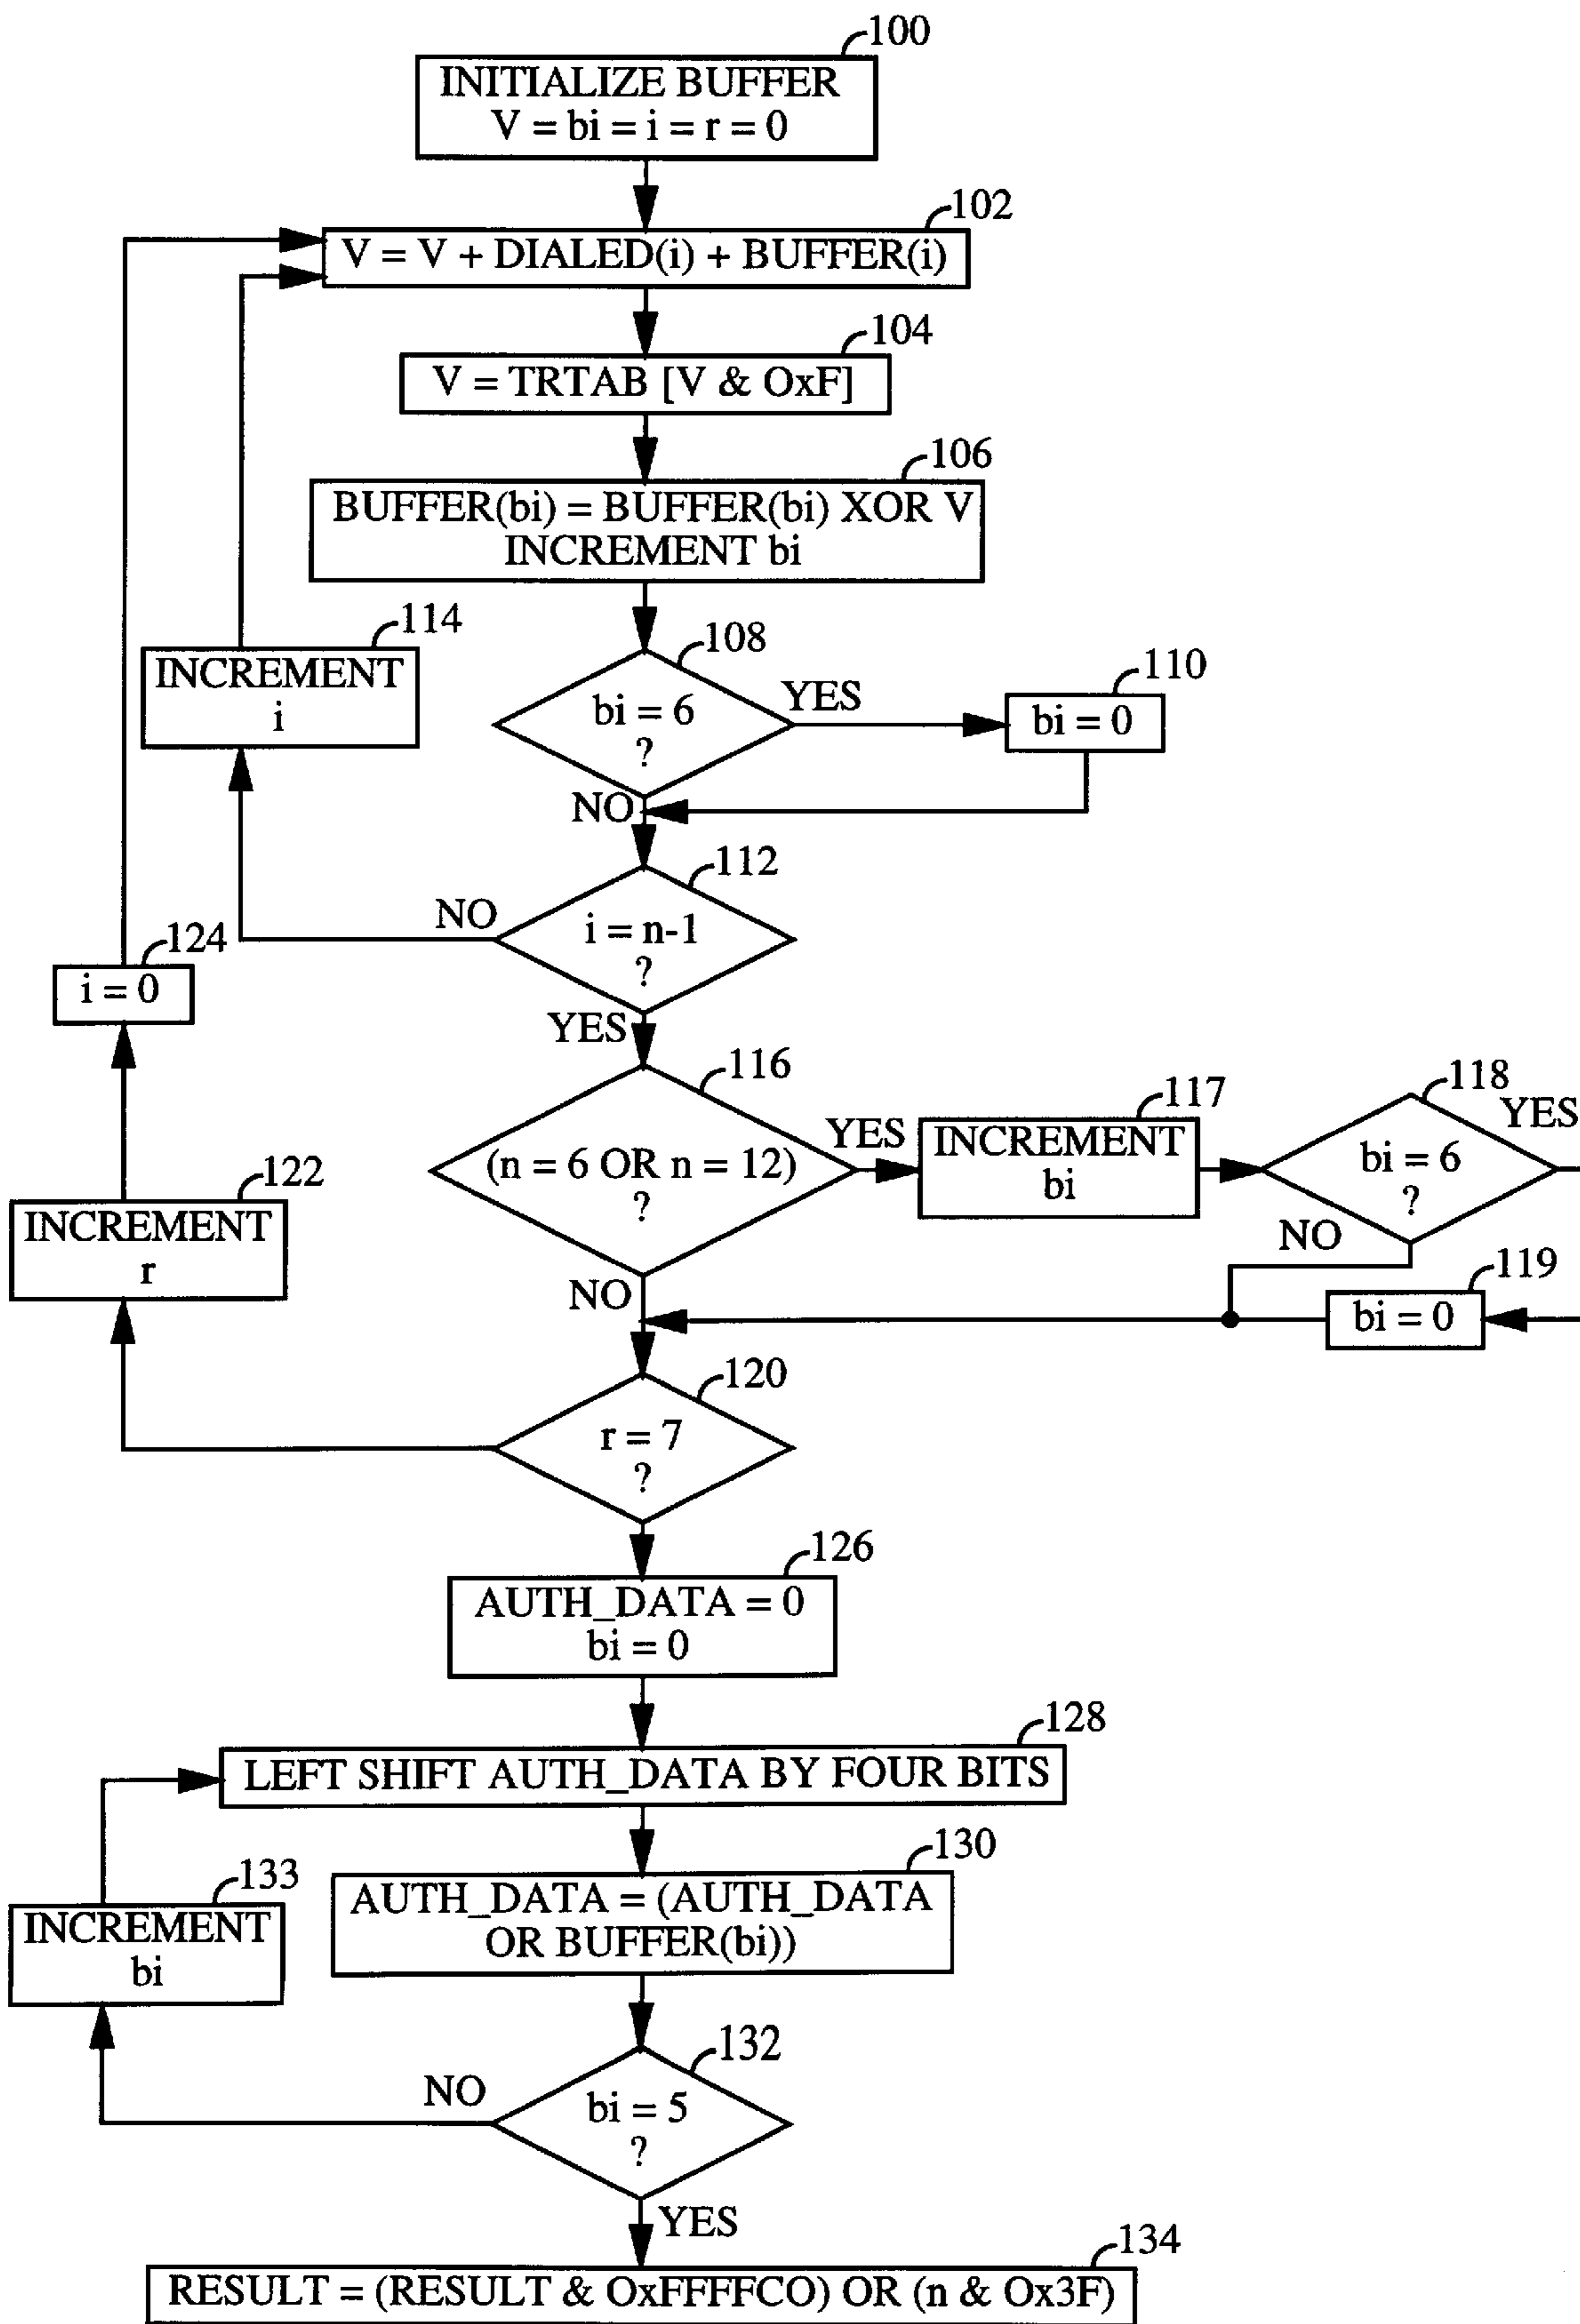 100
INITIALIZE BUFFER
V = bi = i = r = 0
102
V = V + DIALED(i) + BUFFER(i)
104
V = TRTAB [V & OxF]
106
BUFFER(bi) = BUFFER(bi) XOR V
INCREMENT bi
114
INCREMENT
i
108
bi = 6
?
YES
110
bi = 0
NO
112
i = n-1
?
NO
124
i = 0
YES
116
(n = 6 OR n = 12)
?
YES
117
INCREMENT
bi
118
bi = 6
?
YES
NO
122
INCREMENT
r
NO
119
bi = 0
120
r = 7
?
126
AUTH_DATA = 0
bi = 0
128
LEFT SHIFT AUTH_DATA BY FOUR BITS
130
AUTH_DATA = (AUTH_DATA
OR BUFFER(bi))
133
INCREMENT
bi
132
bi = 5
?
NO
YES
134
RESULT = (RESULT & OxFFFFCO) OR (n & Ox3F)